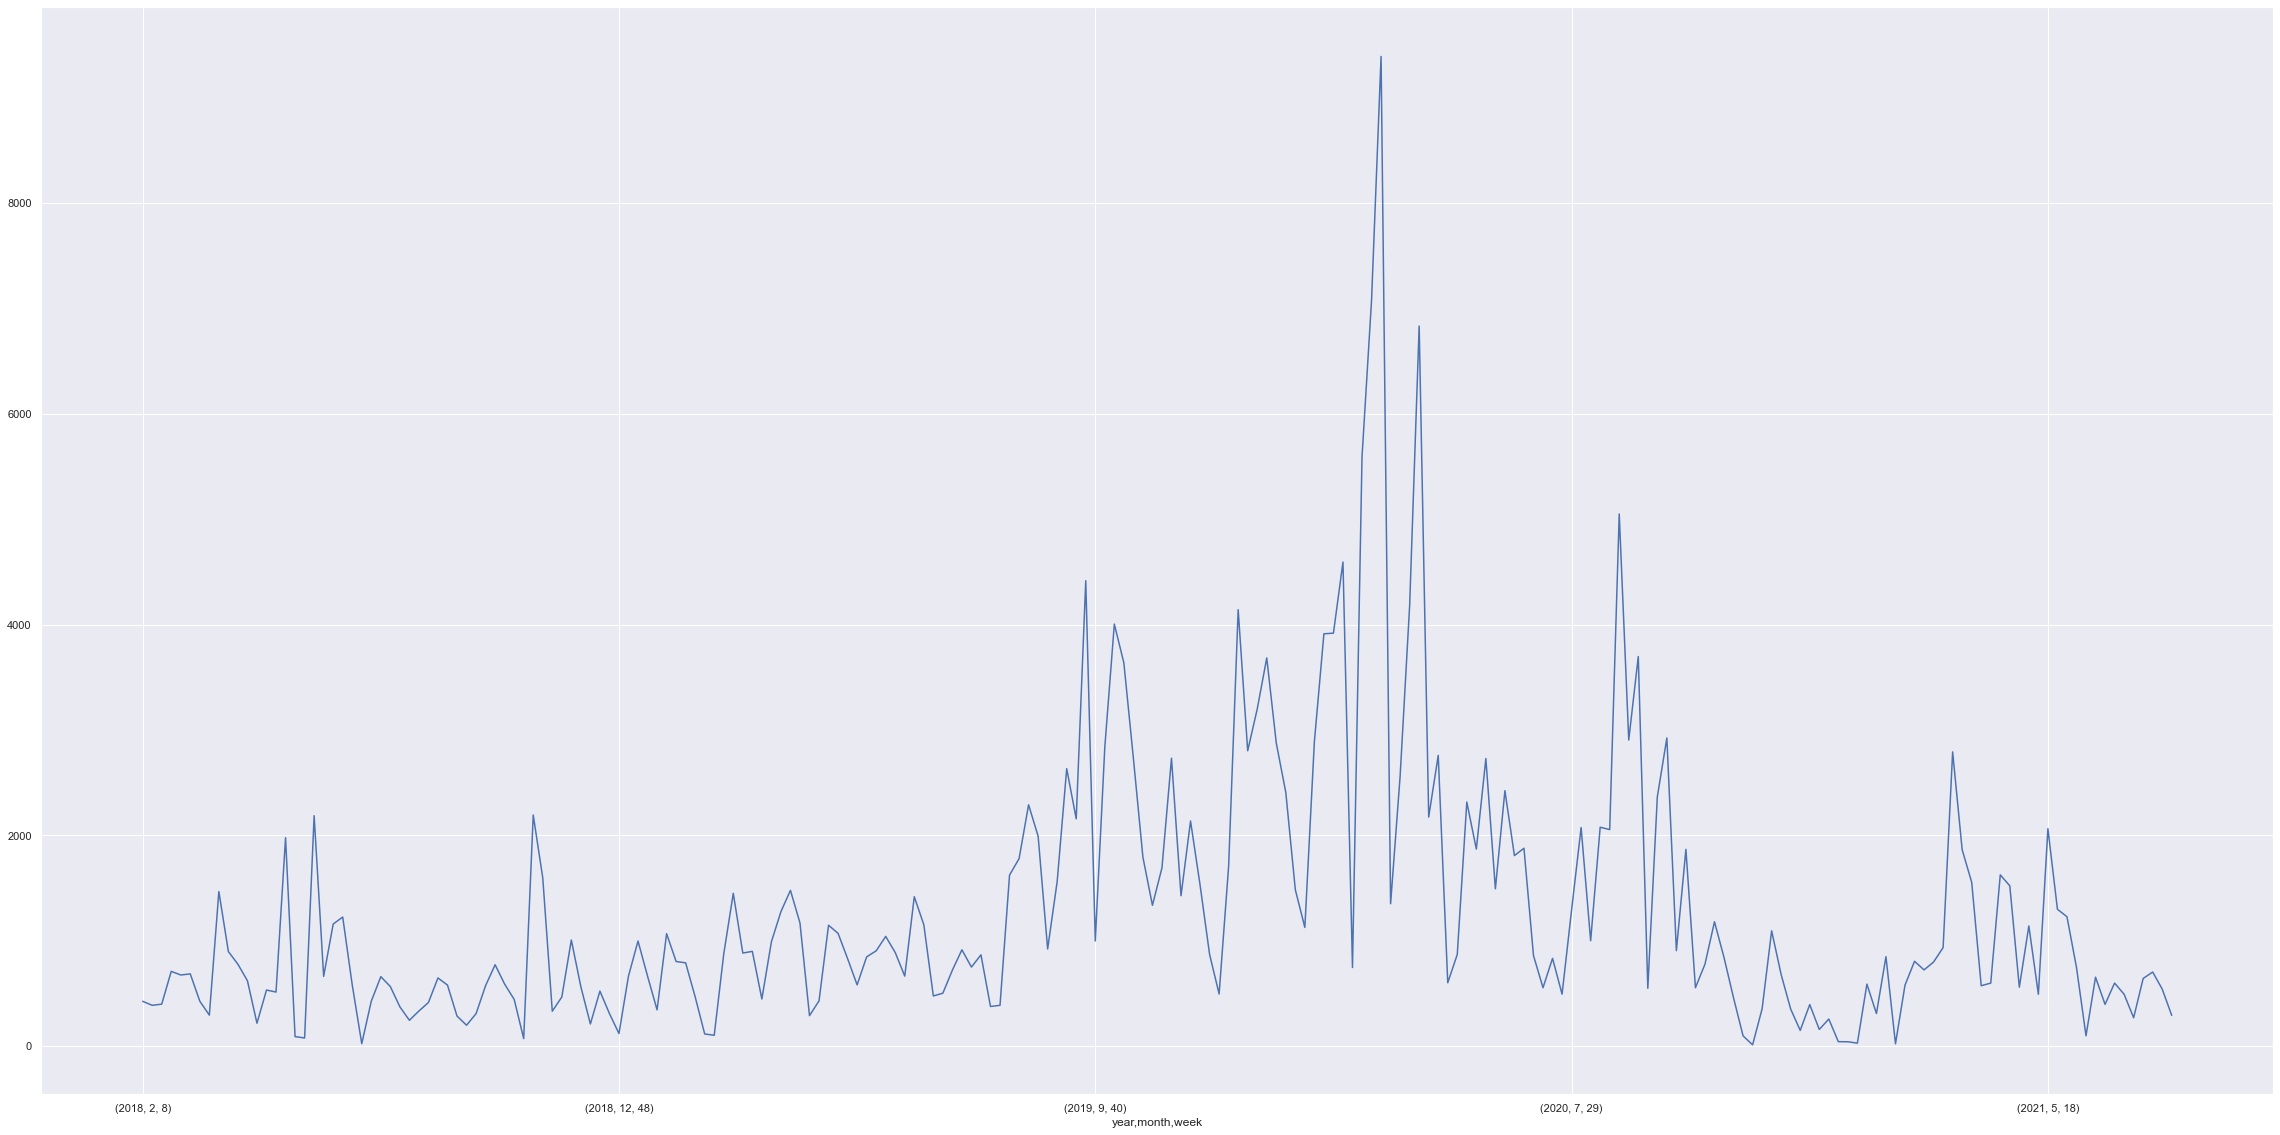 8000
6000
4000
2000
0
(2018, 2, 8) (2018, 12, 48) (2019, 9, 40) (2020, 7, 29) (2021, 5, 18)
year,month,week